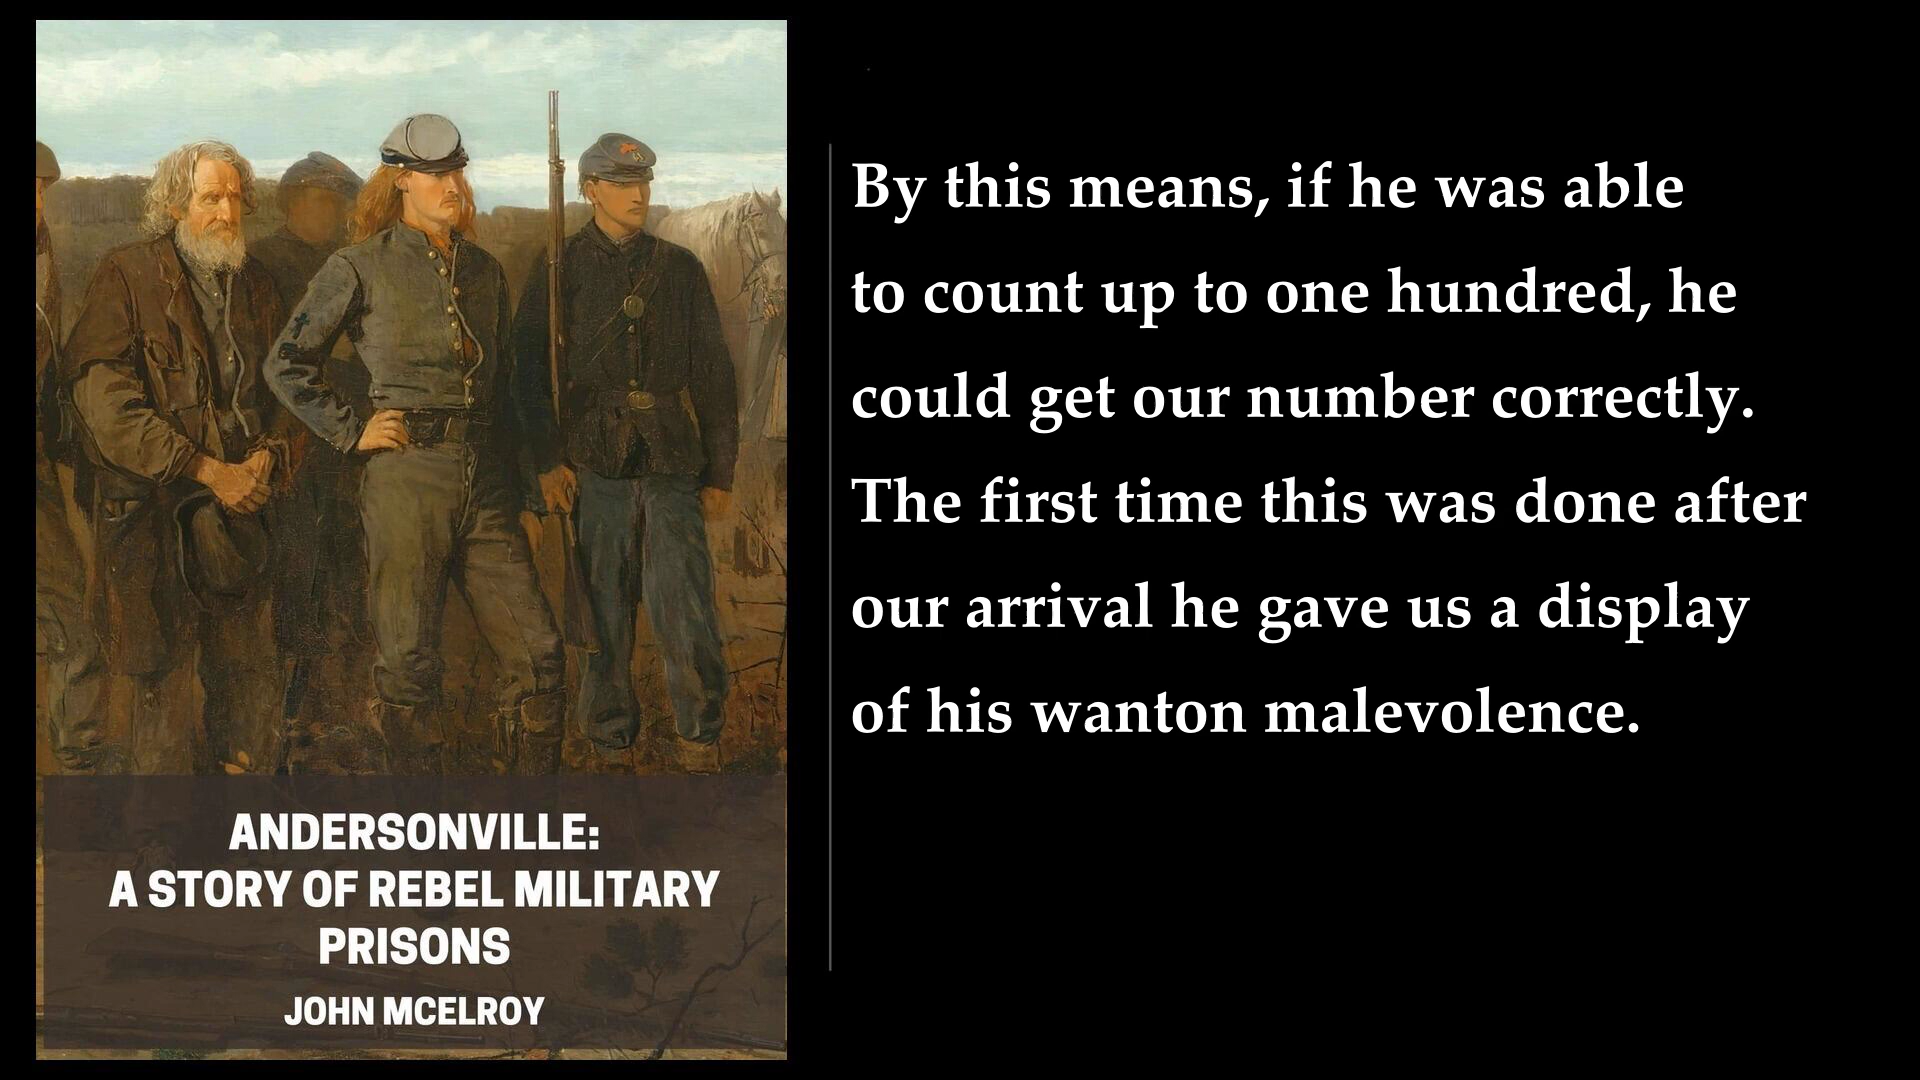 By this means, if he was able
to count up to one hundred, he
could get our number correctly.
The first time this was done after
our arrival he gave us a display
of his wanton malevolence.
ANDERSONVILLE:
A STORY OF REBEL MILITARY
PRISONS
JOHN MCELROY